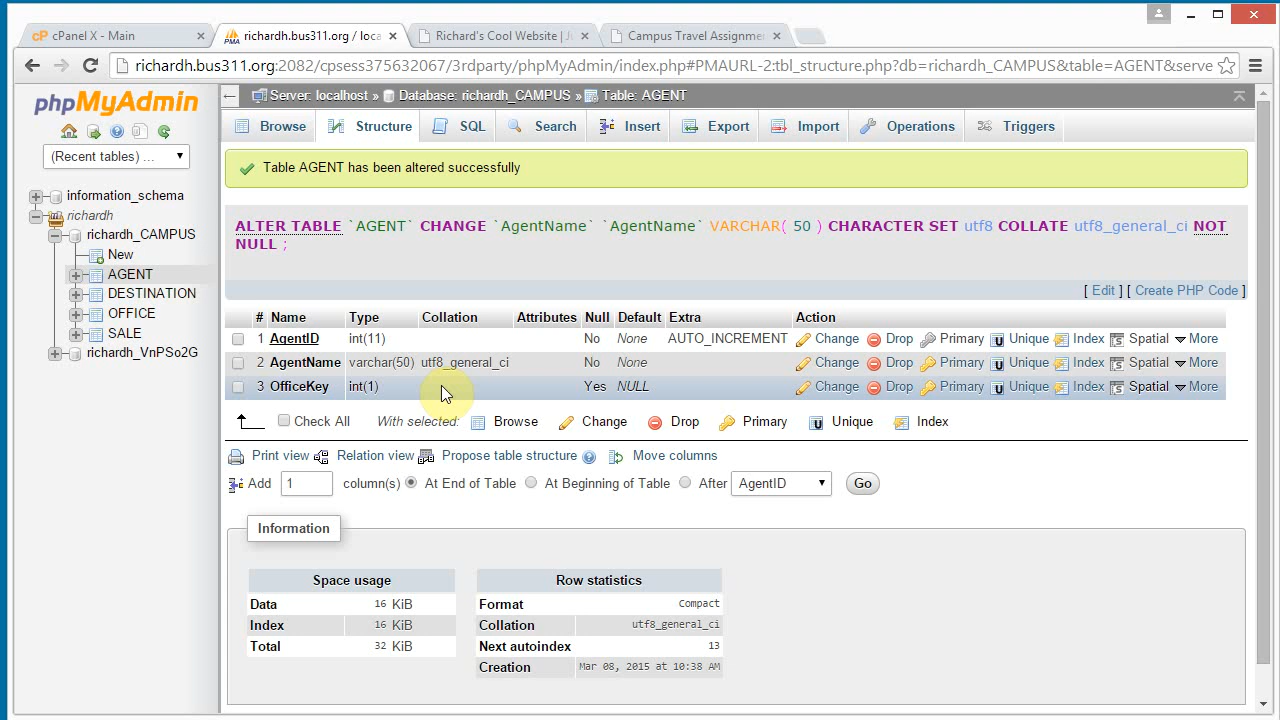 cPanel X - Main
richardh.bus311.org / loca
Richard's Cool Website | Ju
Campus Travel Assignme
richardh.bus311.org:2082/cpsess375632067/3rdparty/phpMyAdmin/index.php#PMAURL-2:tbl_structure.php?db=richardh_CAMPUS&table=AGENT&serve
phpMyAdmin
(Recent tables) ...
information_schema
richardh
richardh_CAMPUS
New
AGENT
DESTINATION
OFFICE
SALE
richardh_VnPSo2G
Server: localhost » Database: richardh_CAMPUS » Table: AGENT
Browse Structure SQL Search Insert Export Import Operations Triggers
Table AGENT has been altered successfully
ALTER TABLE `AGENT` CHANGE `AgentName` `AgentName` VARCHAR( 50 ) CHARACTER SET utf8 COLLATE utf8_general_ci NOT
NULL ;
[ Edit ] [ Create PHP Code ]
# Name Type Collation Attributes Null Default Extra Action
1 AgentID int(11) No None AUTO_INCREMENT Change Drop Primary Unique Index Spatial More
2 AgentName varchar(50) utf8_general_ci No None Change Drop Primary Unique Index Spatial More
3 OfficeKey int(1) Yes NULL Change Drop Primary Unique Index Spatial More
Check All With selected: Browse Change Drop Primary Unique Index
Print view Relation view Propose table structure Move columns
Add 1 column(s) At End of Table At Beginning of Table After AgentID Go
Information
Space usage
Data 16 KiB
Index 16 KiB
Total 32 KiB
Row statistics
Format Compact
Collation utf8_general_ci
Next autoindex 13
Creation Mar 08, 2015 at 10:38 AM